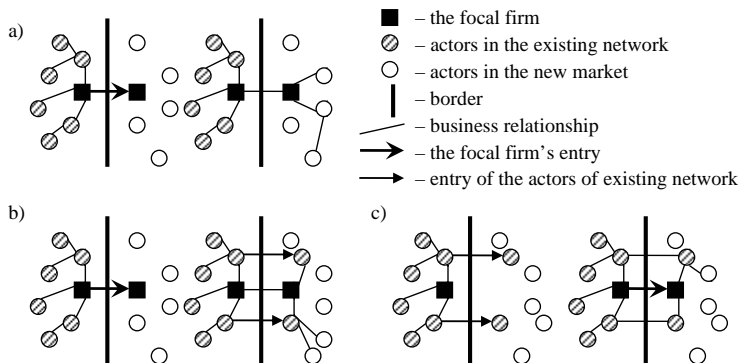 a)
– the focal firm
– actors in the existing network
– actors in the new market
– border
– business relationship
– the focal firm's entry
– entry of the actors of existing network
b)
c)